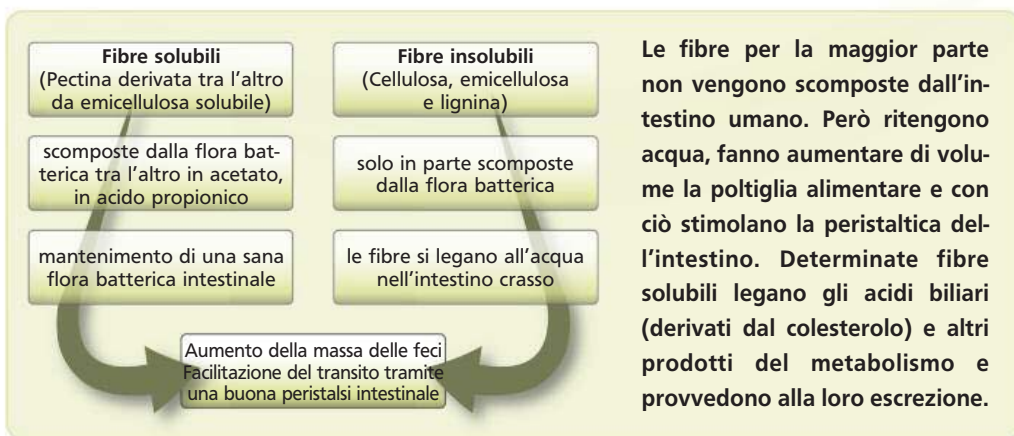 Fibre solubili
(Pectina derivata tra l'altro
da emicellulosa solubile)
scomposte dalla flora bat-
terica tra l'altro in acetato,
in acido propionico
mantenimento di una sana
flora batterica intestinale
Fibre insolubili
(Cellulosa, emicellulosa
e lignina)
solo in parte scomposte
dalla flora batterica
le fibre si legano all'acqua
nell'intestino crasso
Aumento della massa delle feci
Facilitazione del transito tramite
una buona peristalsi intestinale
Le fibre per la maggior parte
non vengono scomposte dall'in-
testino umano. Però ritengono
acqua, fanno aumentare di volu-
me la poltiglia alimentare e con
ciò stimolano la peristaltica del-
l'intestino. Determinate fibre
solubili legano gli acidi biliari
(derivati dal colesterolo) e altri
prodotti del metabolismo e
provvedono alla loro escrezione.